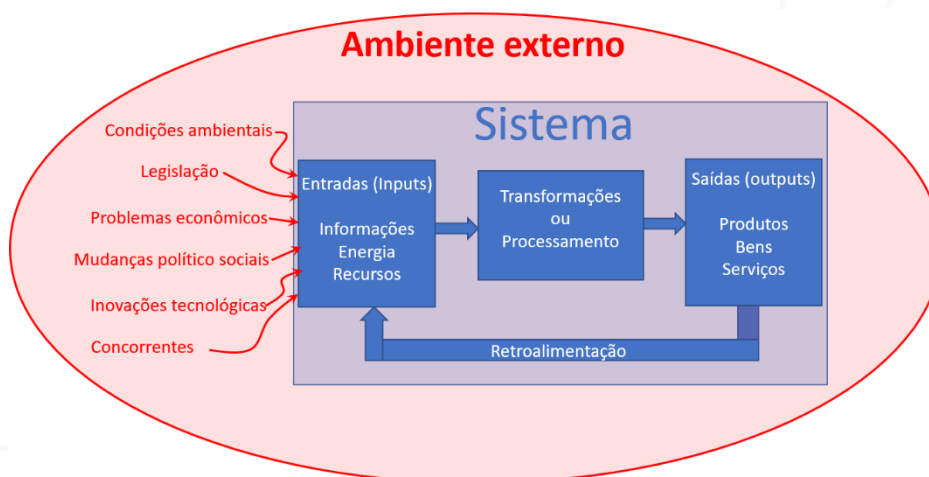 Ambiente externo
Sistema
Condições ambientais
Legislação
Problemas econômicos
Mudanças político sociais
Inovações tecnológicas
Concorrentes
Entradas (Inputs)
Informações
Energia
Recursos
Transformações
ou
Processamento
Saídas (outputs)
Produtos
Bens
Serviços
Retroalimentação